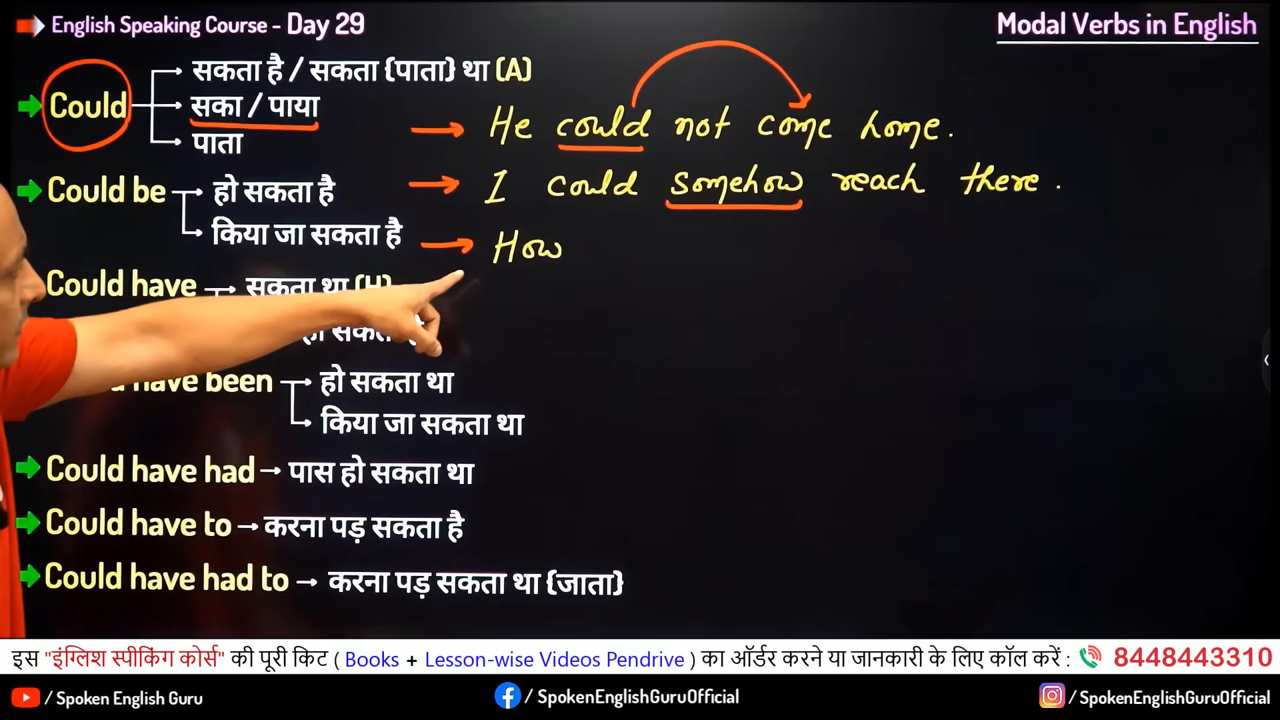 English Speaking Course - Day 29
Modal Verbs in English
Could
सकता है / सकता {पाता} था (A)
सका / पाया
पाता
He could not come home.
I could somehow reach there.
How
Could be
हो सकता है
किया जा सकता है
Could have → सकता था (H)
have been
हो सकता था
किया जा सकता था
Could have had → पास हो सकता था
Could have to → करना पड़ सकता है
Could have had to → करना पड़ सकता था {जाता}
इस "इंग्लिश स्पीकिंग कोर्स" की पूरी किट ( Books + Lesson-wise Videos Pendrive ) का ऑर्डर करने या जानकारी के लिए कॉल करें : 8448443310
/ Spoken English Guru
/ SpokenEnglishGuruOfficial
/ SpokenEnglishGuruOfficial